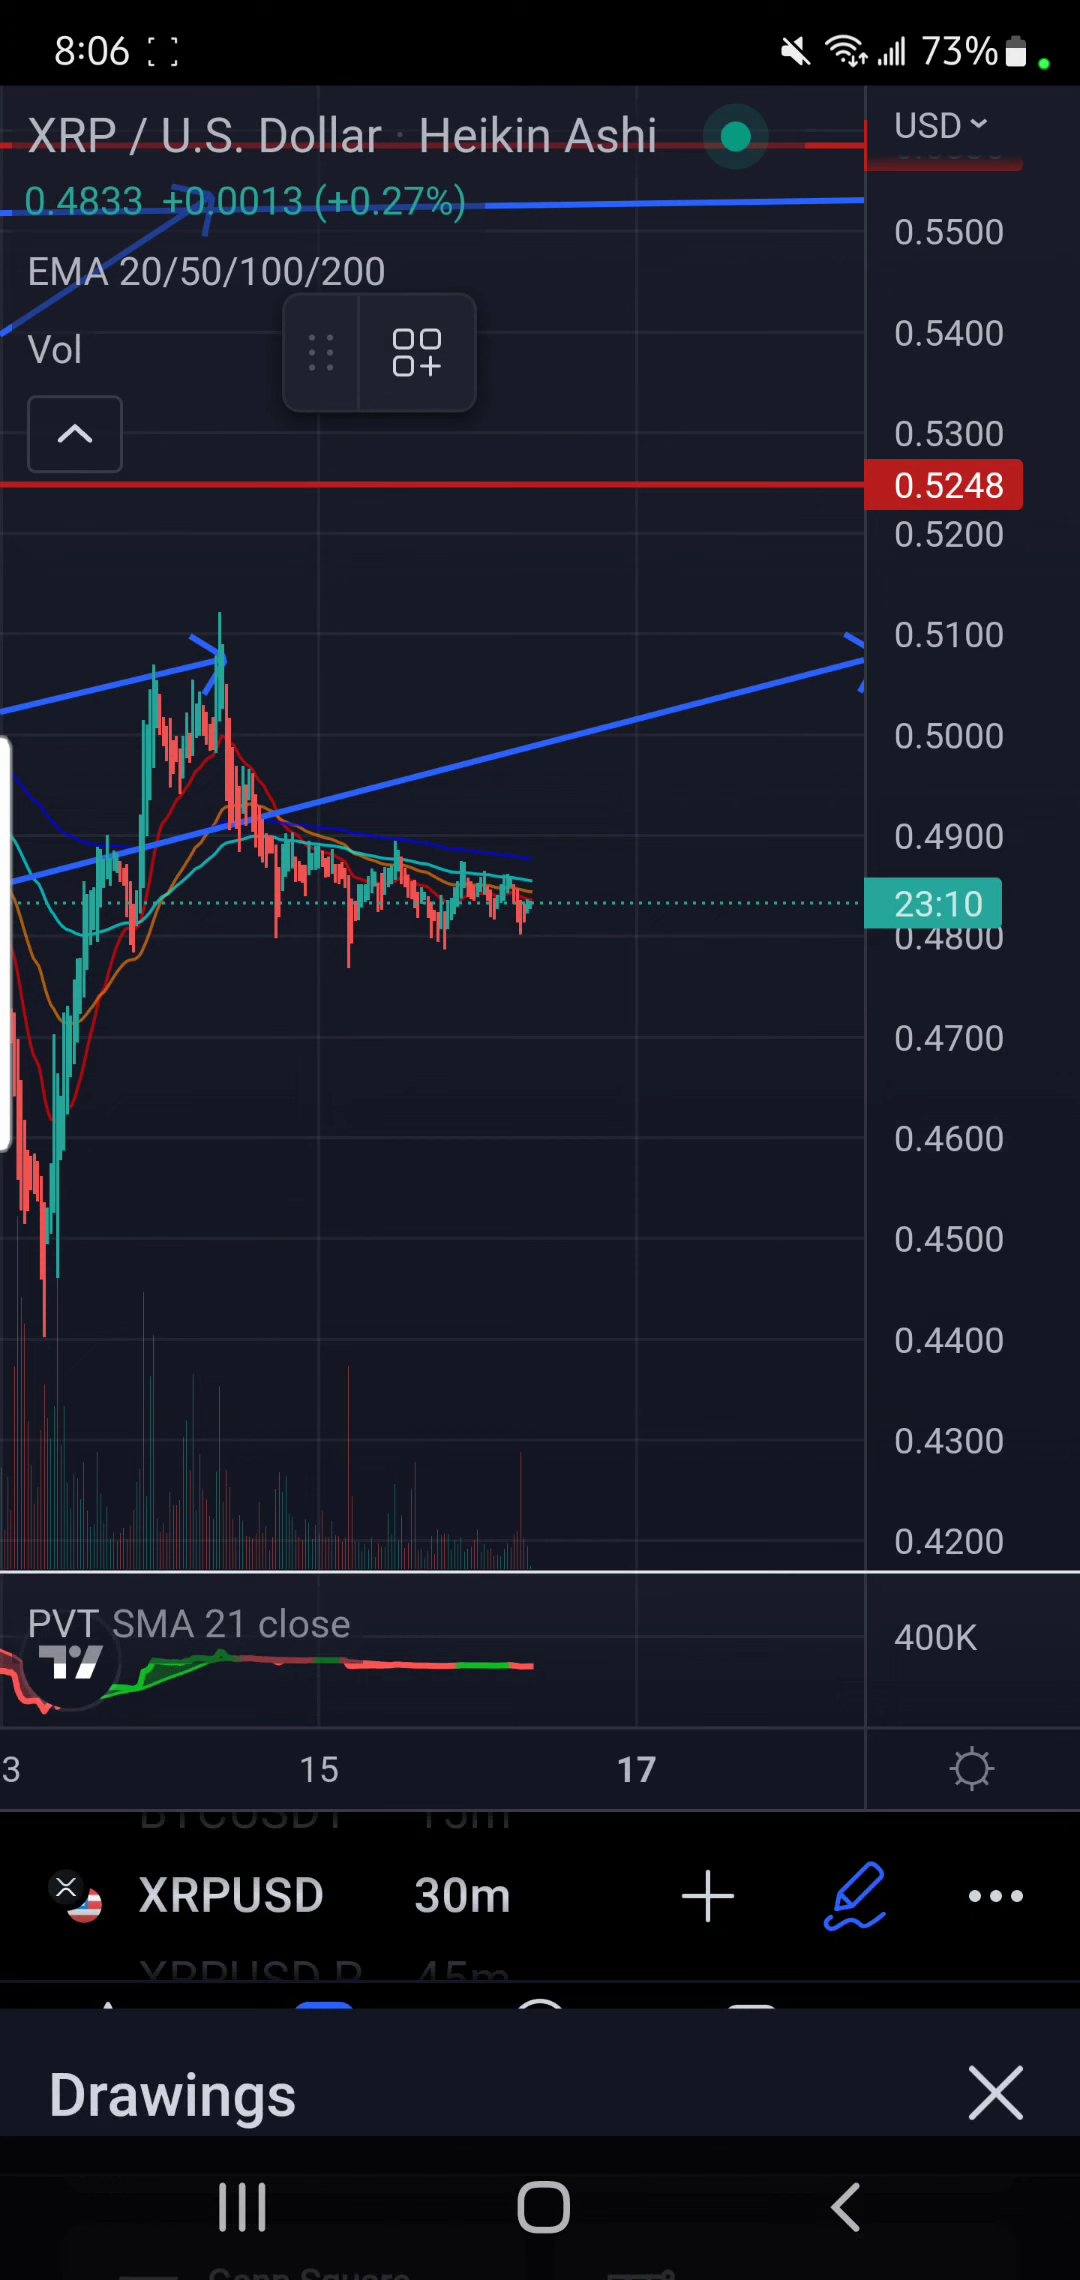 8:06
73%
XRP / U.S. Dollar · Heikin Ashi
USD
0.4833 +0.0013 (+0.27%)
0.5500
EMA 20/50/100/200
0.5400
Vol
0.5300
0.5248
0.5200
0.5100
0.5000
0.4900
23:10
0.4800
0.4700
0.4600
0.4500
0.4400
0.4300
0.4200
PVT SMA 21 close
400K
3 15 17
XRPUSD 30m
45m
Drawings
Gann Square